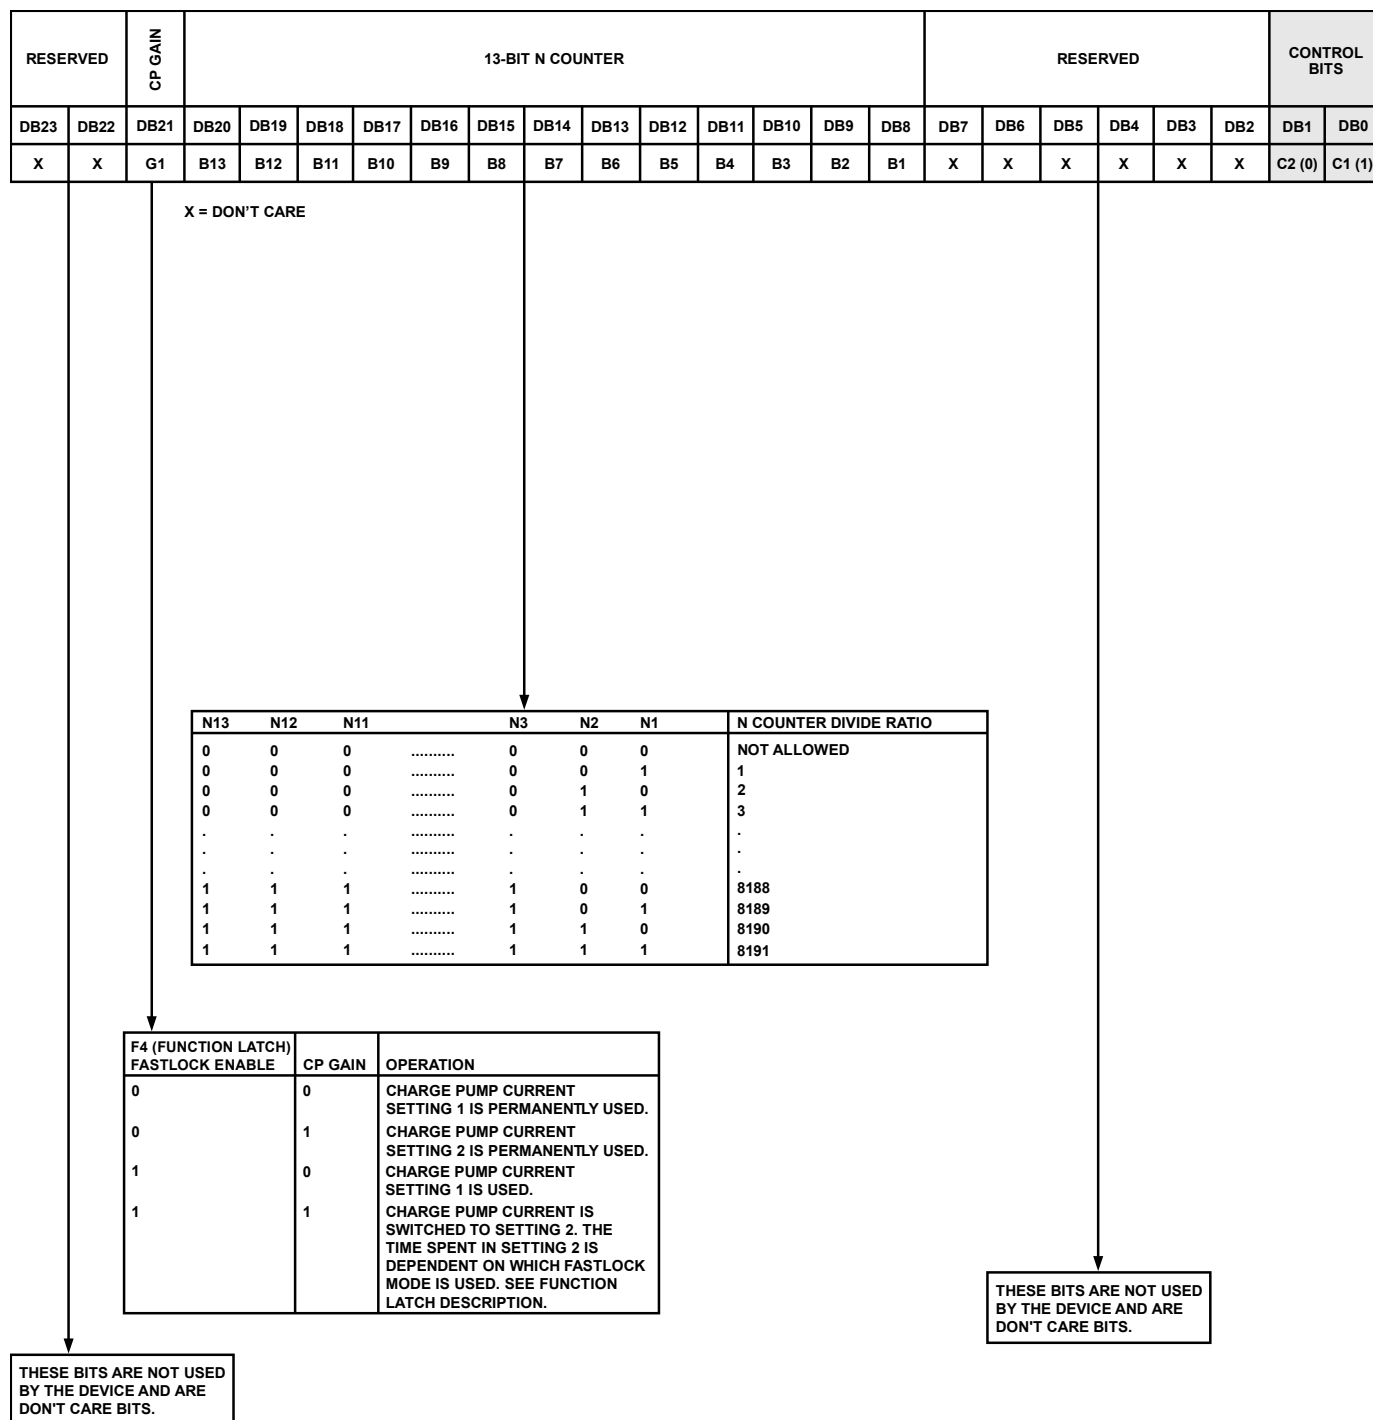 RESERVED CP GAIN 13-BIT N COUNTER RESERVED CONTROL BITS
DB23 DB22 DB21 DB20 DB19 DB18 DB17 DB16 DB15 DB14 DB13 DB12 DB11 DB10 DB9 DB8 DB7 DB6 DB5 DB4 DB3 DB2 DB1 DB0
X X G1 B13 B12 B11 B10 B9 B8 B7 B6 B5 B4 B3 B2 B1 X X X X X X C2 (0) C1 (1)
X = DON'T CARE
N13 N12 N11 N3 N2 N1 N COUNTER DIVIDE RATIO
0 0 0 .......... 0 0 0 NOT ALLOWED
0 0 0 .......... 0 0 1 1
0 0 0 .......... 0 1 0 2
0 0 0 .......... 0 1 1 3
. . . .......... . . . .
. . . .......... . . . .
. . . .......... . . . .
1 1 1 .......... 1 0 0 8188
1 1 1 .......... 1 0 1 8189
1 1 1 .......... 1 1 0 8190
1 1 1 .......... 1 1 1 8191
F4 (FUNCTION LATCH)
FASTLOCK ENABLE CP GAIN OPERATION
0 0 CHARGE PUMP CURRENT
SETTING 1 IS PERMANENTLY USED.
0 1 CHARGE PUMP CURRENT
SETTING 2 IS PERMANENTLY USED.
1 0 CHARGE PUMP CURRENT
SETTING 1 IS USED.
1 1 CHARGE PUMP CURRENT IS
SWITCHED TO SETTING 2. THE
TIME SPENT IN SETTING 2 IS
DEPENDENT ON WHICH FASTLOCK
MODE IS USED. SEE FUNCTION
LATCH DESCRIPTION.
THESE BITS ARE NOT USED
BY THE DEVICE AND ARE
DON'T CARE BITS.
THESE BITS ARE NOT USED
BY THE DEVICE AND ARE
DON'T CARE BITS.